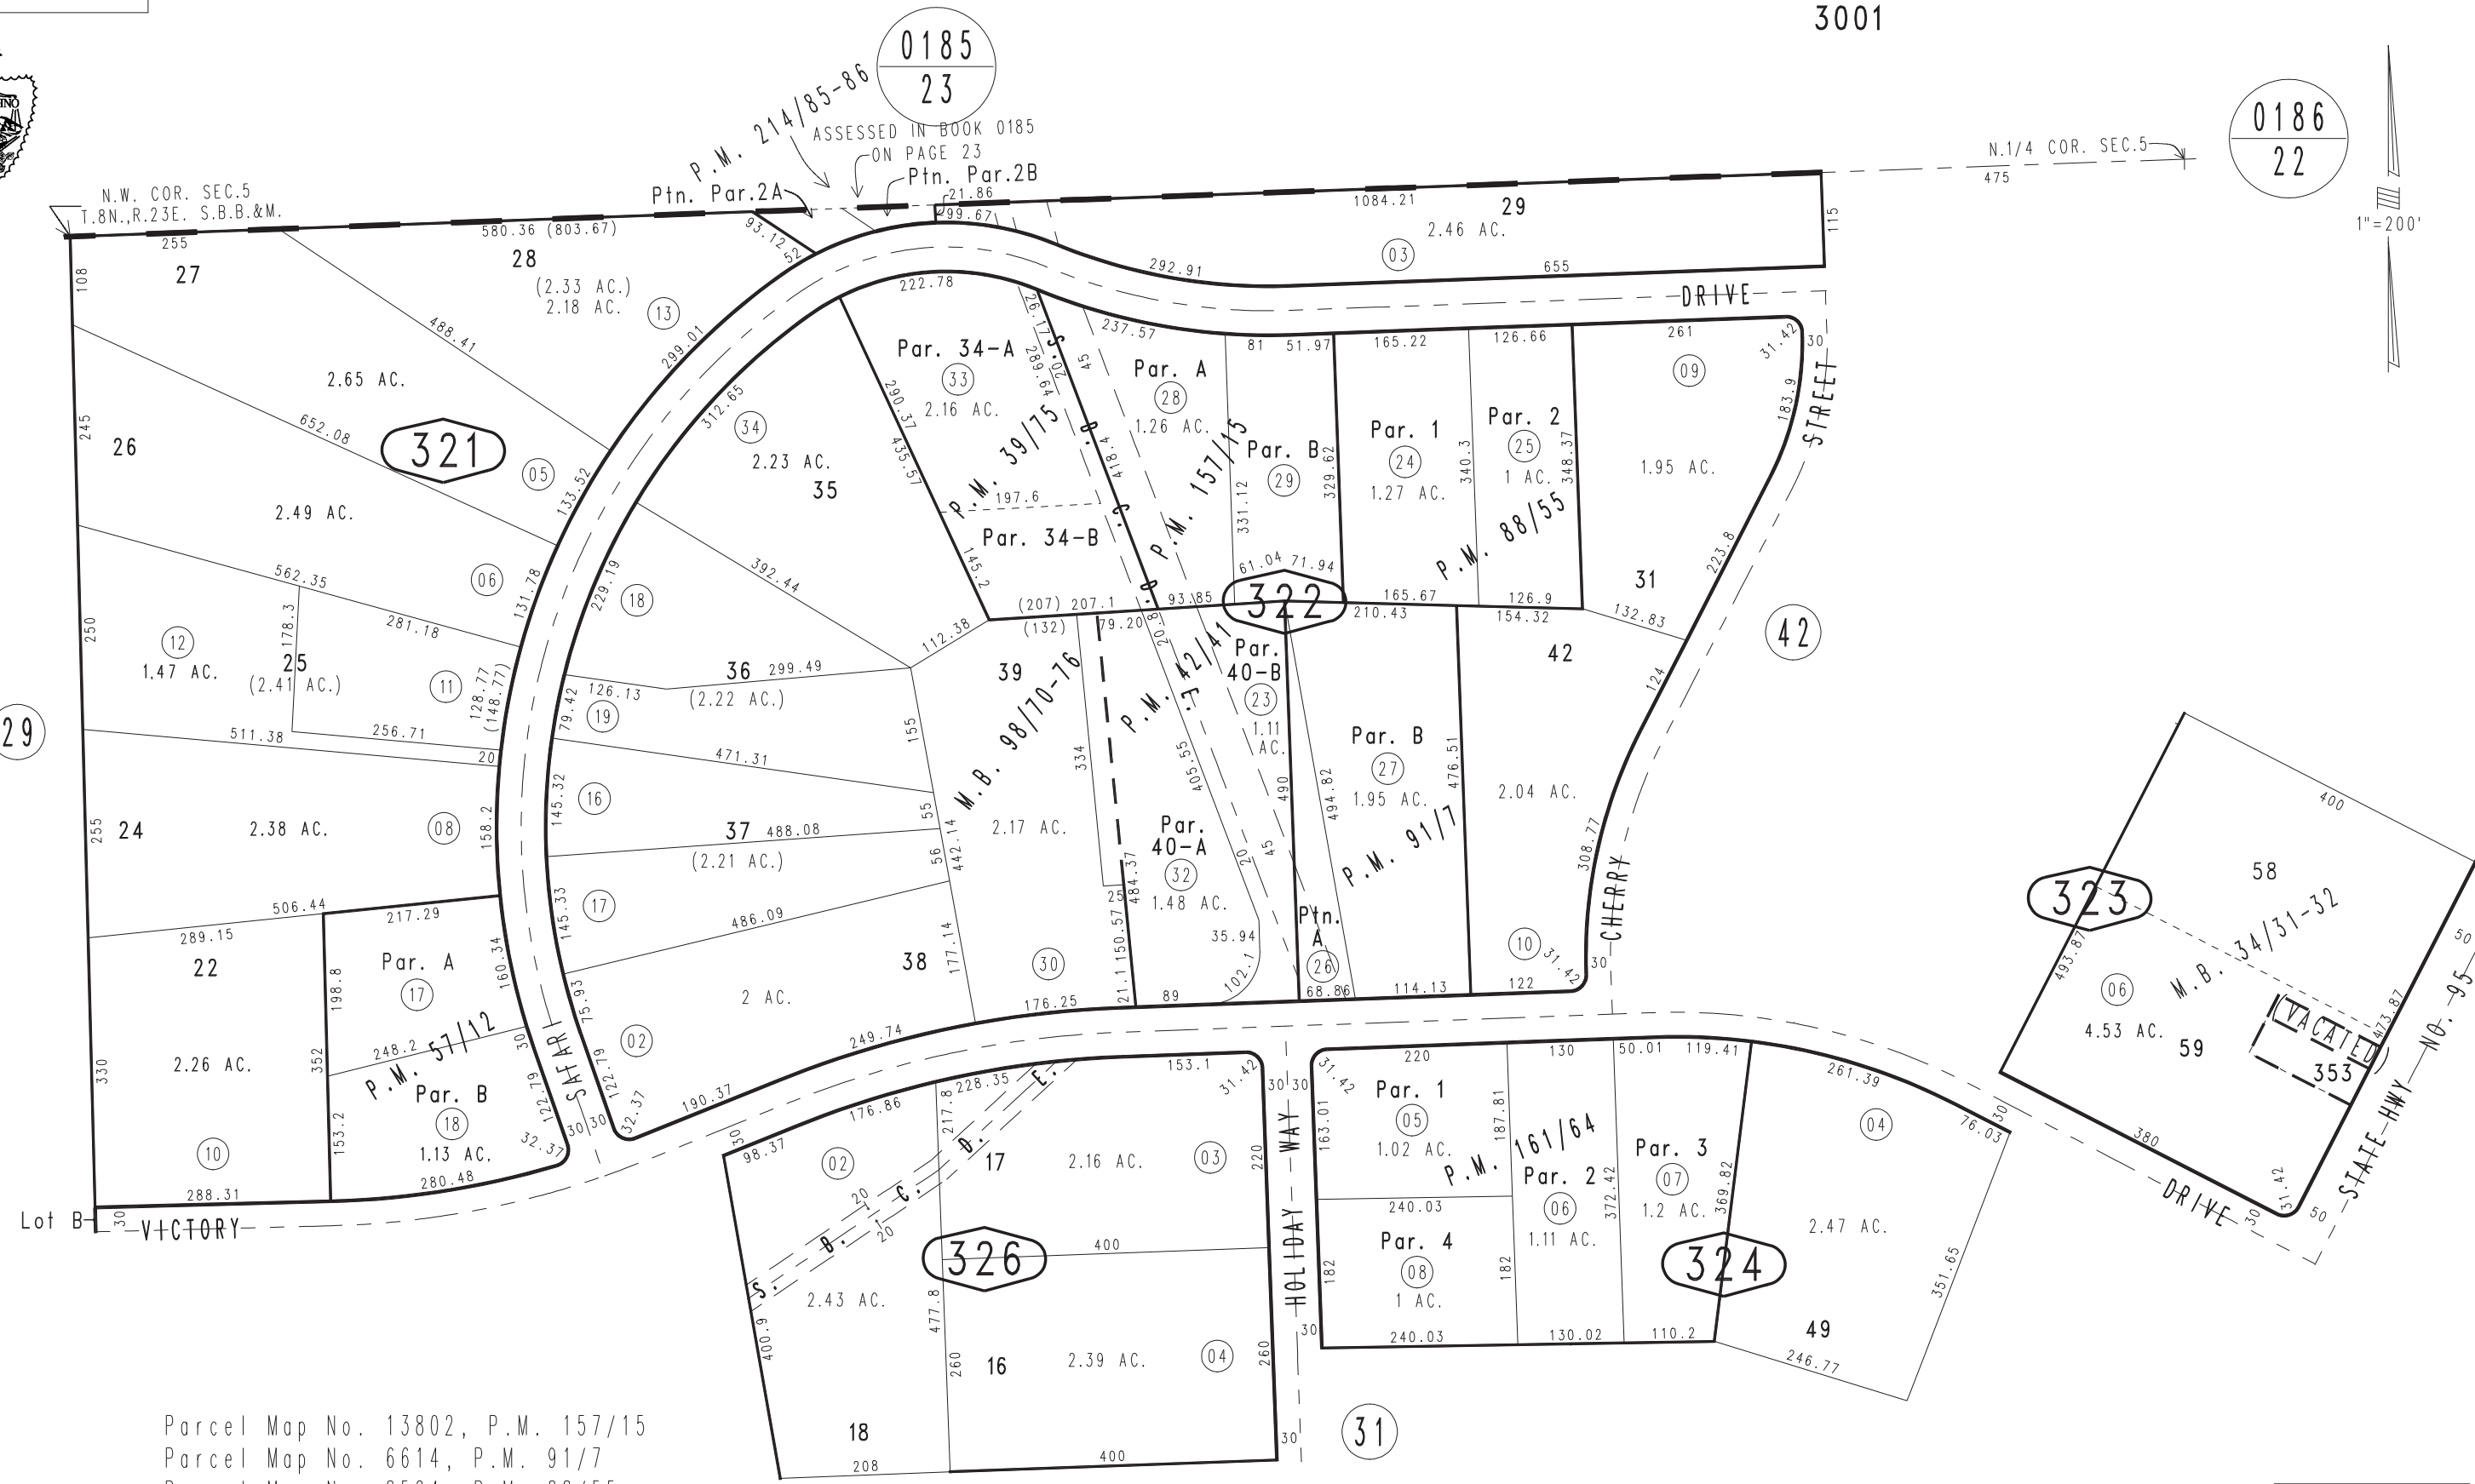 3001
0185
23
P.M. 214/85-86
ASSESSED IN BOOK 0185
ON PAGE 23
Ptn. Par.2A
Ptn. Par.2B
0186
22
N.1/4 COR. SEC.5
475
1"=200'
N.W. COR. SEC.5
T.8N.,R.23E. S.B.B.&M.
255
580.36 (803.67)
93.12
52
21.86
99.67
1084.21
29
2.46 AC.
03
115
292.91
655
DRIVE
108
27
28
(2.33 AC.)
2.18 AC.
13
488.41
299.01
2.65 AC.
245
652.08
321
05
133.52
26
2.49 AC.
562.35
06
131.78
250
12
1.47 AC.
25
(2.41 AC.)
178.3
281.18
11
128.77
(148.77)
511.38
256.71
20
29
255
24
2.38 AC.
08
158.2
506.44
217.29
289.15
22
198.8
Par. A
17
160.34
330
2.26 AC.
352
248.2
P.M. 57/12
30
Par. B
18
1.13 AC.
122.79
153.2
32.37
10
288.31
280.48
Lot B
30
VICTORY
SAFARI
30
30
222.78
312.65
34
2.23 AC.
35
229.19
18
392.44
290.37
435.57
145.2
Par. 34-A
33
2.16 AC.
P.M. 39/75
197.6
Par. 34-B
26.17
289.64
20
S. B. C. D. E.
418.4
45
237.57
Par. A
28
1.26 AC.
P.M. 157/15
81
51.97
Par. B
29
331.12
329.62
61.04
71.94
165.22
Par. 1
24
1.27 AC.
340.3
126.66
Par. 2
25
1 AC.
348.37
P.M. 88/55
261
31.42
30
09
183.9
STREET
1.95 AC.
223.8
31
132.83
42
322
(207) 207.1
93.85
165.67
126.9
112.38
(132)
79.20
20.8
210.43
154.32
36
299.49
(2.22 AC.)
126.13
79.42
19
471.31
145.32
16
37
488.08
(2.21 AC.)
145.33
17
486.09
38
2 AC.
75.93
122.79
02
32.37
190.37
249.74
155
55
56
442.14
177.14
39
M.B. 98/70-76
2.17 AC.
334
25
484.37
30
176.25
21.1
150.57
P.M. 42/41
Par.
40-B
23
1.11
AC.
405.55
20
45
Par.
40-A
32
1.48 AC.
35.94
102.1
89
490
494.82
Par. B
27
1.95 AC.
476.51
P.M. 91/7
Ptn.
A
26
68.86
114.13
42
2.04 AC.
124
308.77
CHERRY
10
31.42
30
122
323
400
58
M.B. 34/31-32
493.87
06
4.53 AC.
59
(VACATED)
353
473.87
50
STATE HWY NO. 95
380
31.42
30
50
DRIVE
30
98.37
176.86
228.35
153.1
31.42
30
30
02
217.8
17
2.16 AC.
03
220
S. B. C. D. E.
20
20
326
400
2.43 AC.
477.8
400.9
260
16
2.39 AC.
04
260
18
208
400
HOLIDAY WAY
30
30
31
31.42
220
Par. 1
05
1.02 AC.
163.01
187.81
130
50.01
119.41
P.M. 161/64
Par. 2
06
1.11 AC.
372.42
Par. 3
07
1.2 AC.
369.82
240.03
Par. 4
08
1 AC.
182
182
240.03
130.02
110.2
324
261.39
76.03
30
04
2.47 AC.
351.65
49
246.77
Parcel Map No. 13802, P.M. 157/15
Parcel Map No. 6614, P.M. 91/7